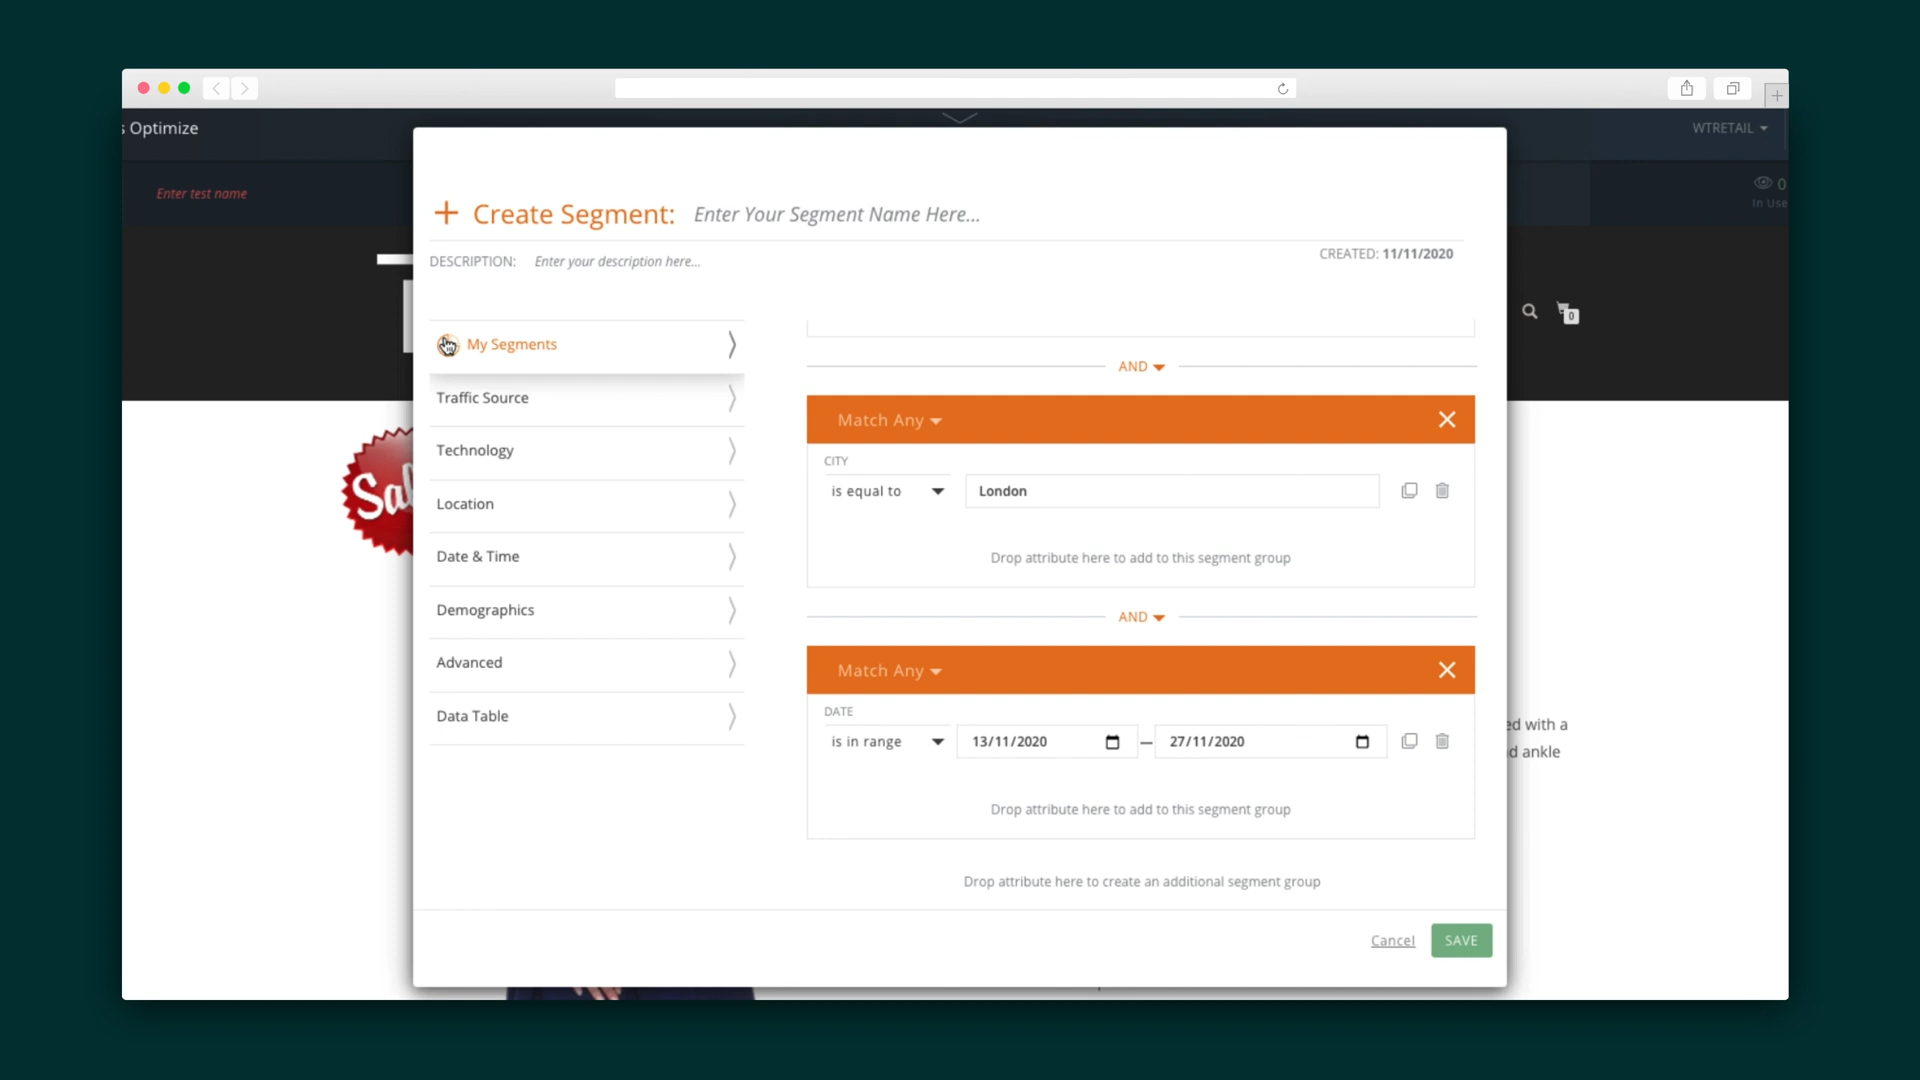 s Optimize
WTRETAIL
Enter test name
0
In Use
+ Create Segment: Enter Your Segment Name Here...
DESCRIPTION: Enter your description here...
CREATED: 11/11/2020
0
My Segments
Traffic Source
Technology
Location
Date & Time
Demographics
Advanced
Data Table
AND
Match Any
CITY
is equal to London
Drop attribute here to add to this segment group
AND
Match Any
DATE
is in range 13/11/2020 – 27/11/2020
Drop attribute here to add to this segment group
Drop attribute here to create an additional segment group
Cancel SAVE
Sal
ed with a
d ankle